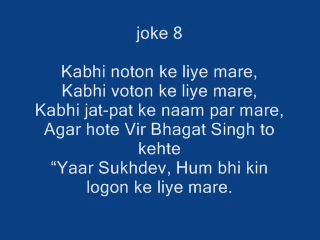 joke 8
Kabhi noton ke liye mare,
Kabhi voton ke liye mare,
Kabhi jat-pat ke naam par mare,
Agar hote Vir Bhagat Singh to
kehte
“Yaar Sukhdev, Hum bhi kin
logon ke liye mare.